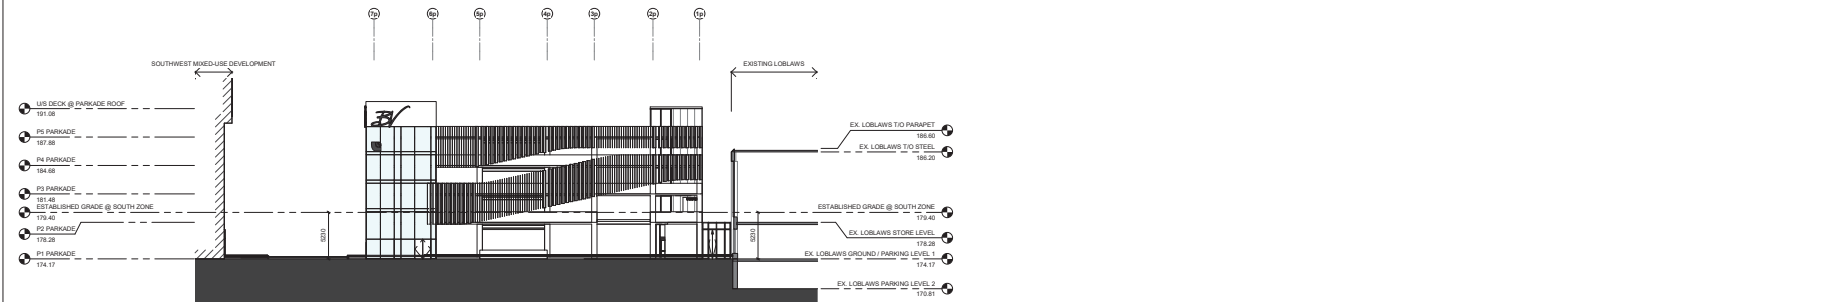 7p 6p 5p 4p 3p 2p 1p
SOUTHWEST MIXED-USE DEVELOPMENT
EXISTING LOBLAWS
U/S DECK @ PARKADE ROOF
191.08
P5 PARKADE
187.88
P4 PARKADE
184.68
P3 PARKADE
181.48
ESTABLISHED GRADE @ SOUTH ZONE
179.40
P2 PARKADE
178.28
P1 PARKADE
174.17
5230
BV
5230
EX. LOBLAWS T/O PARAPET
186.60
EX. LOBLAWS T/O STEEL
186.20
ESTABLISHED GRADE @ SOUTH ZONE
179.40
EX. LOBLAWS STORE LEVEL
178.28
EX. LOBLAWS GROUND / PARKING LEVEL 1
174.17
EX. LOBLAWS PARKING LEVEL 2
170.81